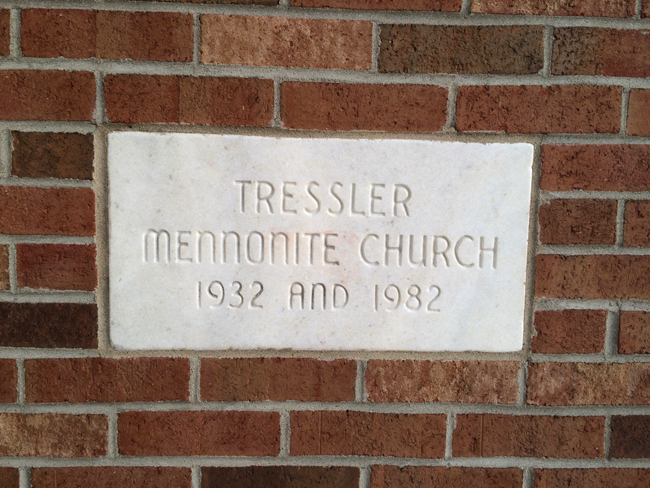 TRESSLER
MENNONITE CHURCH
1932 AND 1982